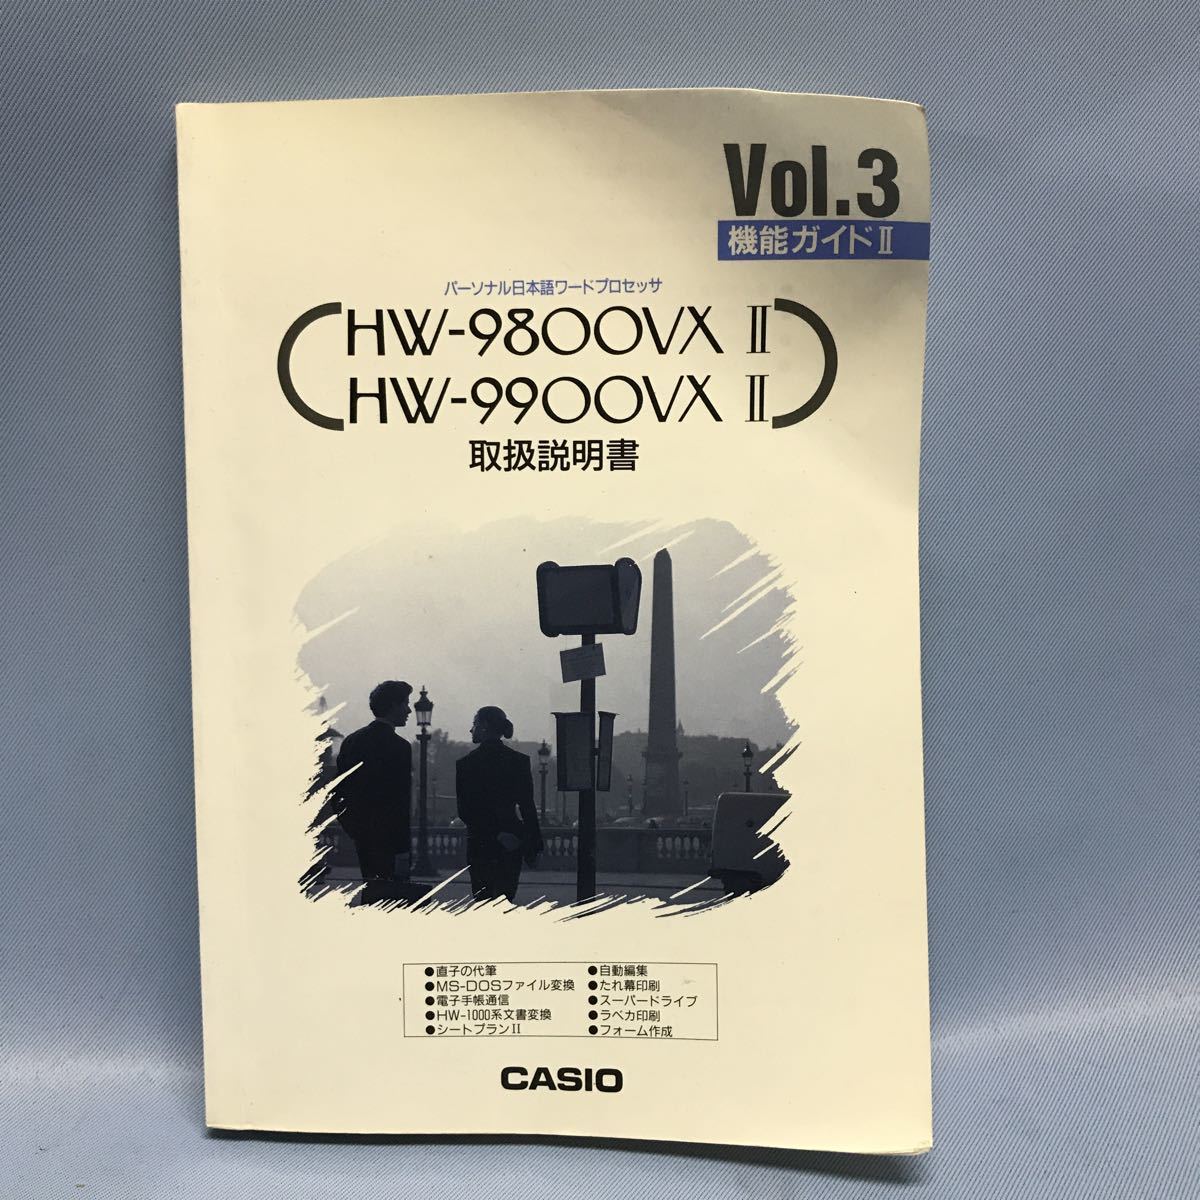 Vol.3
機能ガイドⅡ
パーソナル日本語ワードプロセッサ
HW-9800VX Ⅱ
HW-9900VX Ⅱ
取扱説明書
●直子の代筆
●MS-DOSファイル変換
●電子手帳通信
●HW-1000系文書変換
●シートプランⅡ
●自動編集
●たれ幕印刷
●スーパードライブ
●ラベカ印刷
●フォーム作成
CASIO